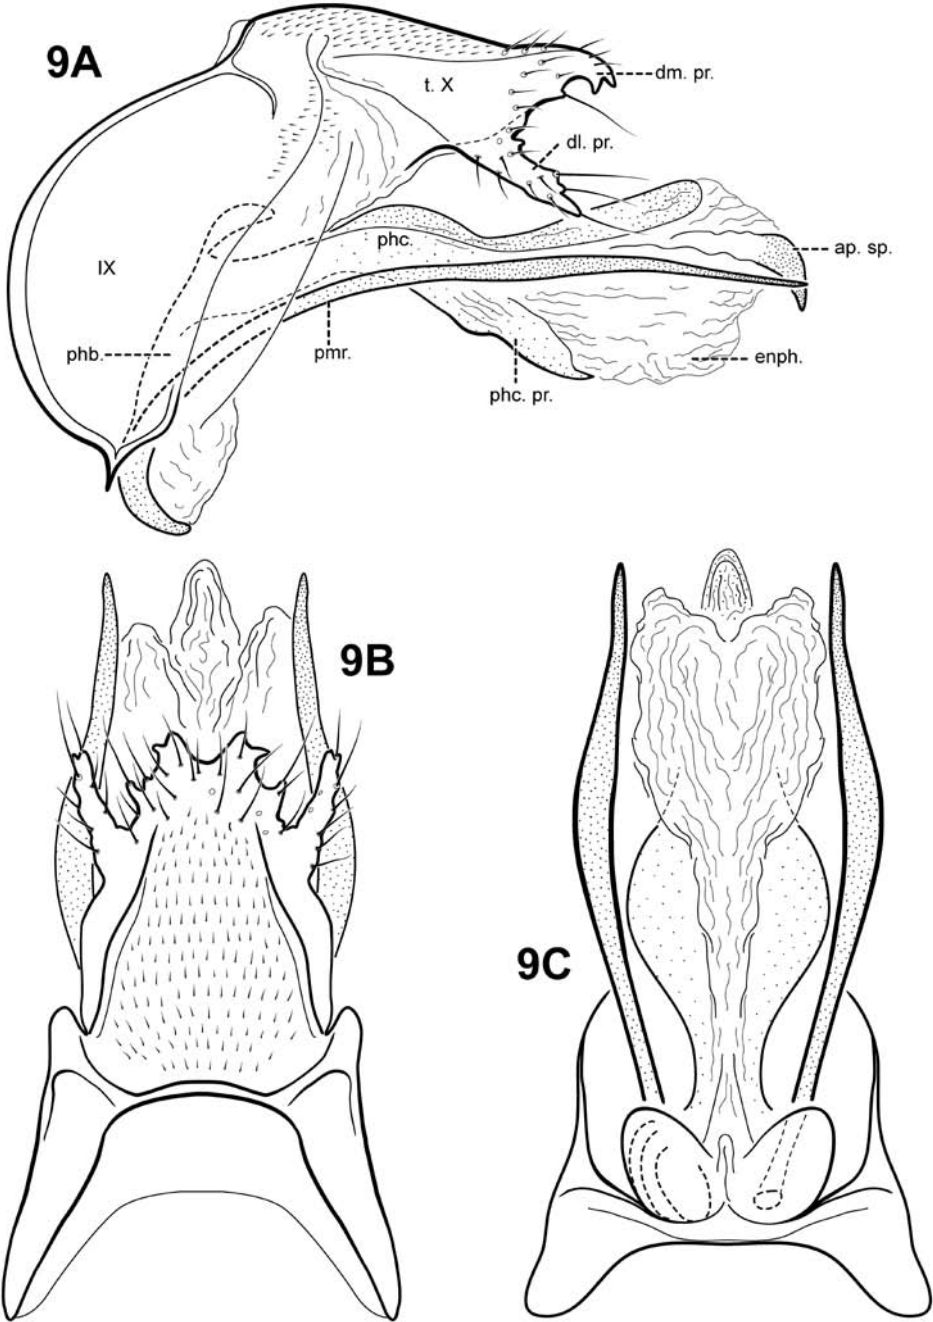 9A
dm. pr.
t. X
dl. pr.
phc.
ap. sp.
IX
phb.
pmr.
enph.
phc. pr.
9B
9C